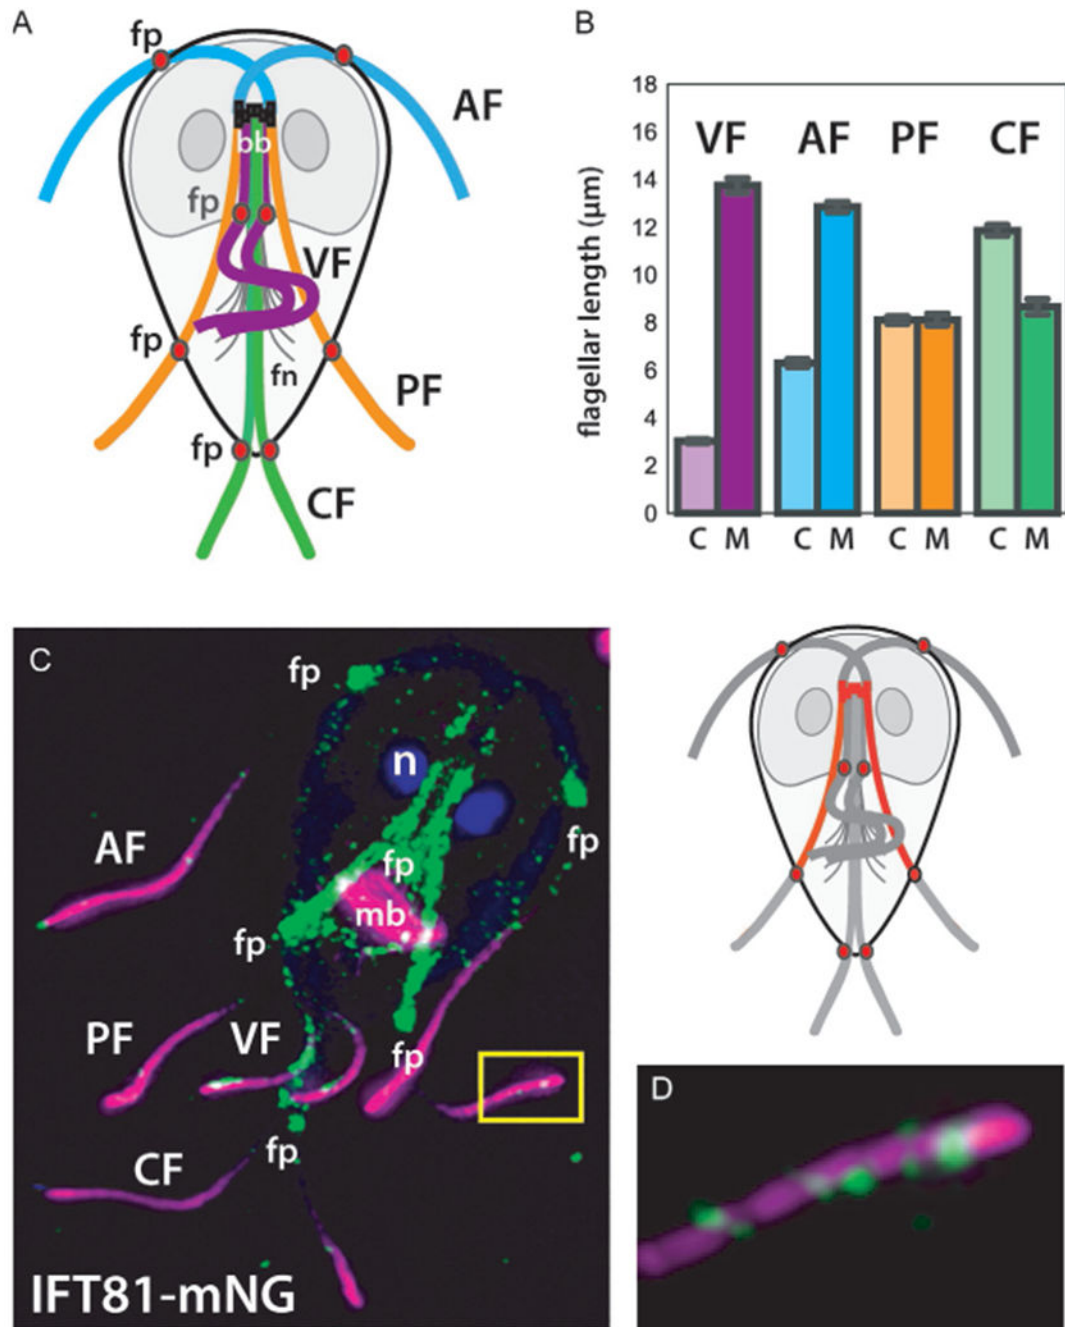 A
fp
AF
bb
fp
VF
fp
fn
PF
fp
CF
B
flagellar length (µm)
18
16
14
12
10
8
6
4
2
0
VF AF PF CF
C M C M C M C M
C
fp
n
AF
fp
fp
mb
fp
PF
VF
fp
fp
CF
IFT81-mNG
D